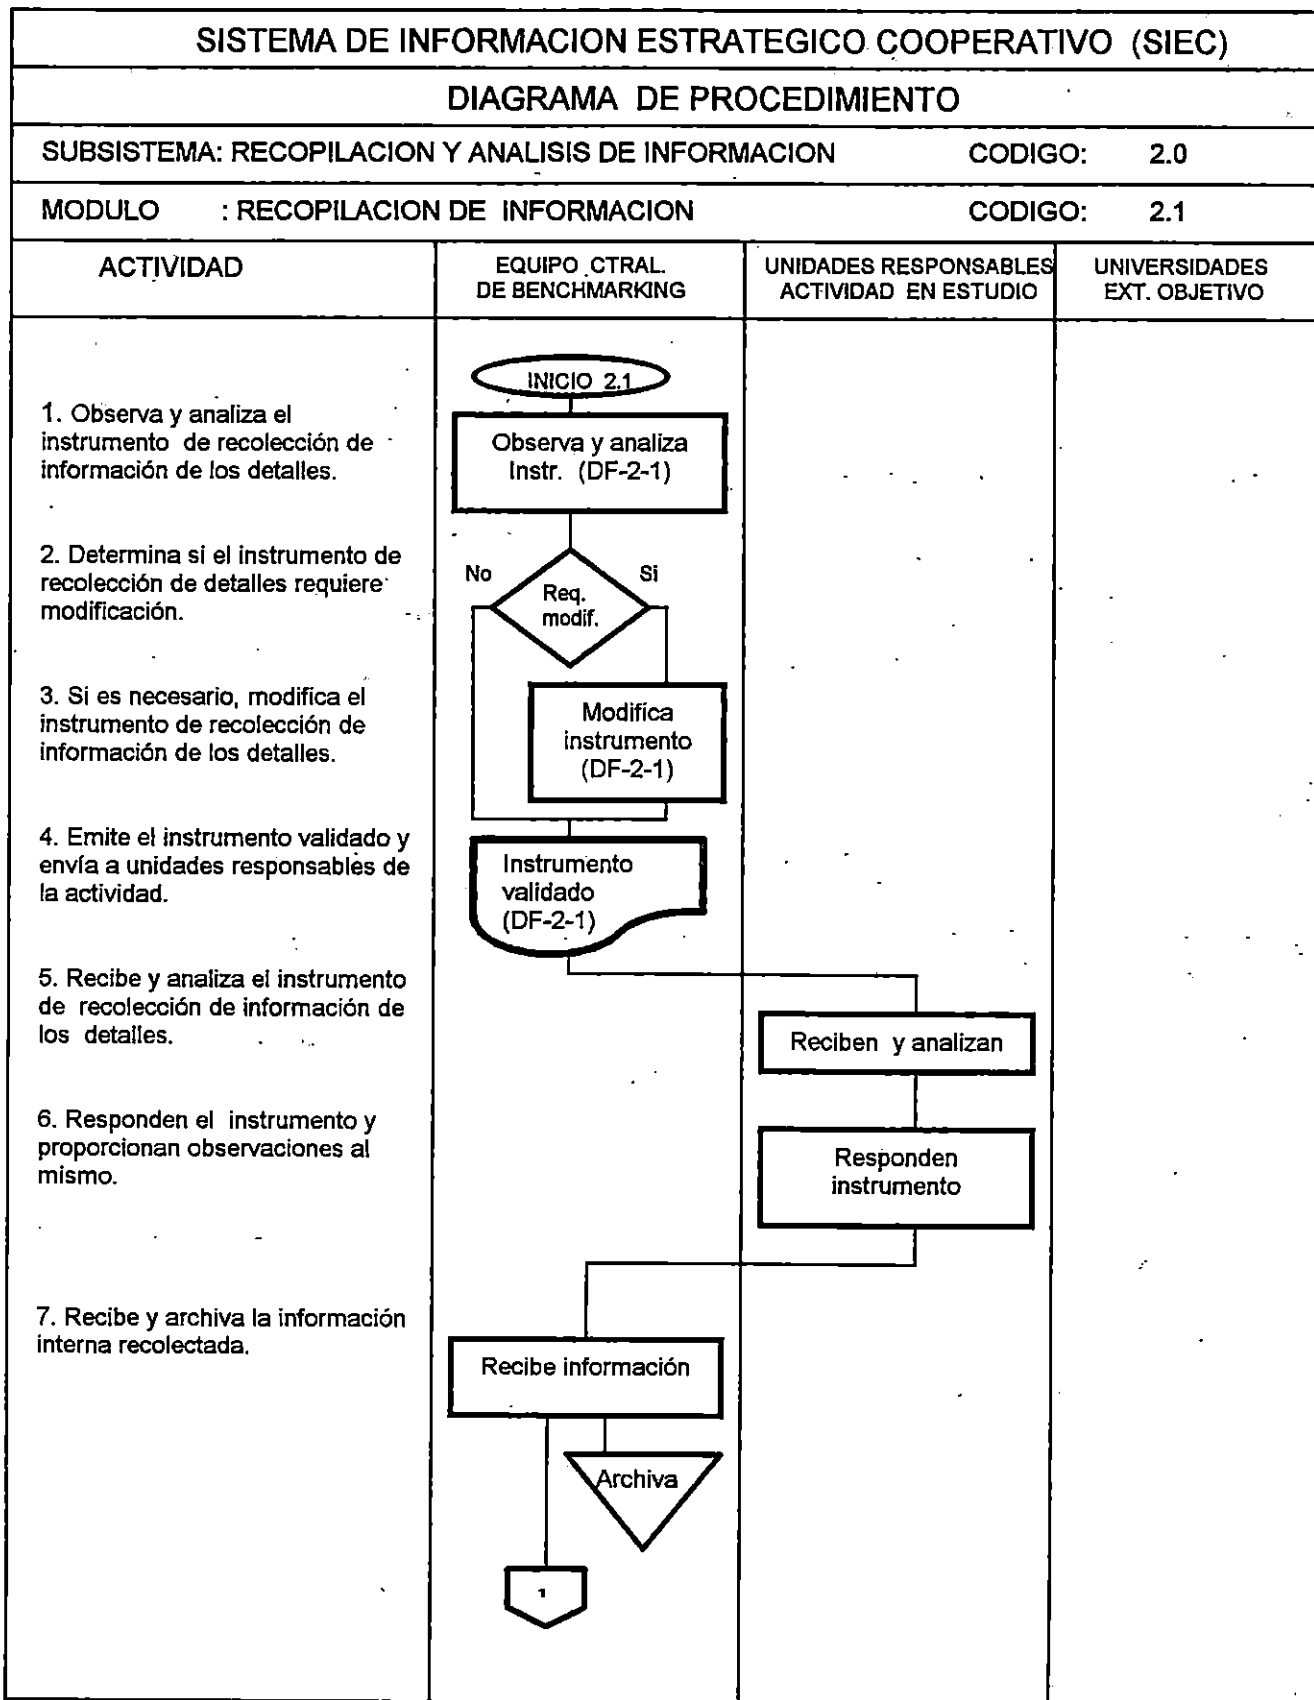 SISTEMA DE INFORMACION ESTRATEGICO COOPERATIVO (SIEC)
DIAGRAMA DE PROCEDIMIENTO
SUBSISTEMA: RECOPILACION Y ANALISIS DE INFORMACION CODIGO: 2.0
MODULO : RECOPILACION DE INFORMACION CODIGO: 2.1
ACTIVIDAD
EQUIPO CTRAL.
DE BENCHMARKING
UNIDADES RESPONSABLES
ACTIVIDAD EN ESTUDIO
UNIVERSIDADES
EXT. OBJETIVO
1. Observa y analiza el
instrumento de recolección de
información de los detalles.
2. Determina si el instrumento de
recolección de detalles requiere
modificación.
3. Si es necesario, modifica el
instrumento de recolección de
información de los detalles.
4. Emite el instrumento validado y
envía a unidades responsables de
la actividad.
5. Recibe y analiza el instrumento
de recolección de información de
los detalles.
6. Responden el instrumento y
proporcionan observaciones al
mismo.
7. Recibe y archiva la información
interna recolectada.
INICIO 2.1
Observa y analiza
Instr. (DF-2-1)
No
Si
Req.
modif.
Modifica
instrumento
(DF-2-1)
Instrumento
validado
(DF-2-1)
Reciben y analizan
Responden
instrumento
Recibe información
Archiva
1